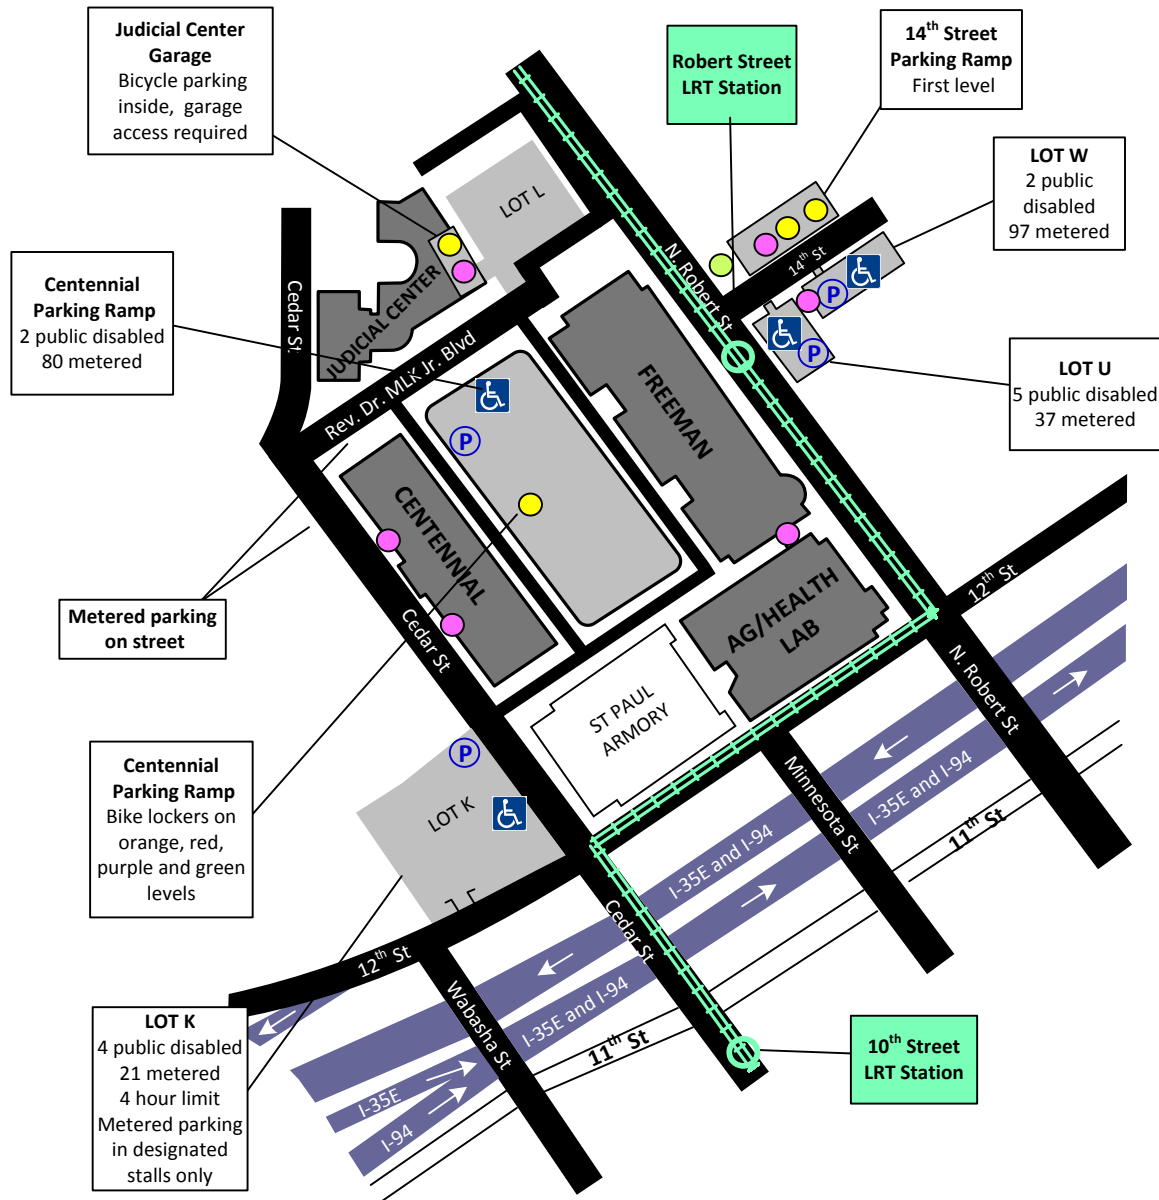 Judicial Center
Garage
Bicycle parking
inside, garage
access required
Robert Street
LRT Station
14th Street
Parking Ramp
First level
LOT W
2 public
disabled
97 metered
LOT L
N. Robert St
14th St
Cedar St
Centennial
Parking Ramp
2 public disabled
80 metered
JUDICIAL CENTER
Rev. Dr. MLK Jr. Blvd
P
P
LOT U
5 public disabled
37 metered
FREEMAN
P
CENTENNIAL
Metered parking
on street
Cedar St
AG/HEALTH
LAB
12th St
N. Robert St
ST PAUL
ARMORY
Centennial
Parking Ramp
Bike lockers on
orange, red,
purple and green
levels
P
LOT K
Minnesota St
I-35E and I-94
I-35E and I-94
11th St
Cedar St
12th St
Wabasha St
I-35E and I-94
11th St
I-35E
I-94
LOT K
4 public disabled
21 metered
4 hour limit
Metered parking
in designated
stalls only
10th Street
LRT Station